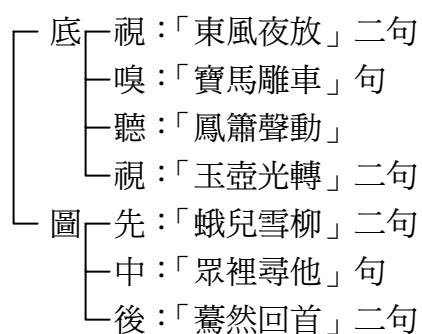 底 視：「東風夜放」二句
嗅：「寶馬雕車」句
聽：「鳳簫聲動」
視：「玉壺光轉」二句
圖 先：「蛾兒雪柳」二句
中：「眾裡尋他」句
後：「驀然回首」二句